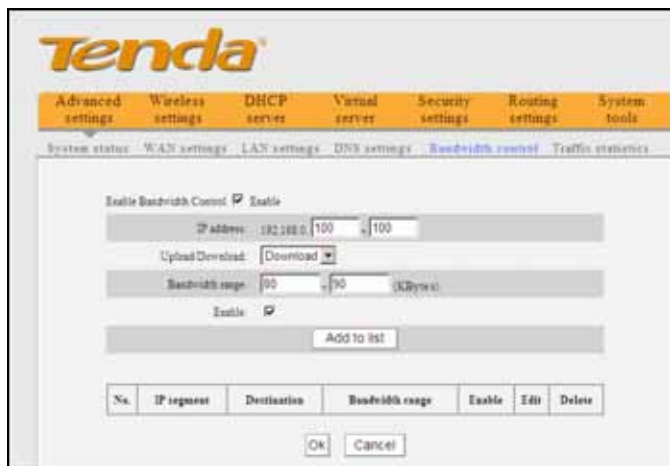 Tenda
Advanced settings Wireless settings DHCP server Virtual server Security settings Routing settings System tools
System status WAN settings LAN settings DNS settings Bandwidth control Traffic statistics
Enable Bandwidth Control Enable
IP address: 192.168.0. 100 - 100
Upload/Download: Download
Bandwidth range: 80 - 90 (KBytes)
Enable
Add to list
No. IP segment Destination Bandwidth range Enable Edit Delete
Ok Cancel